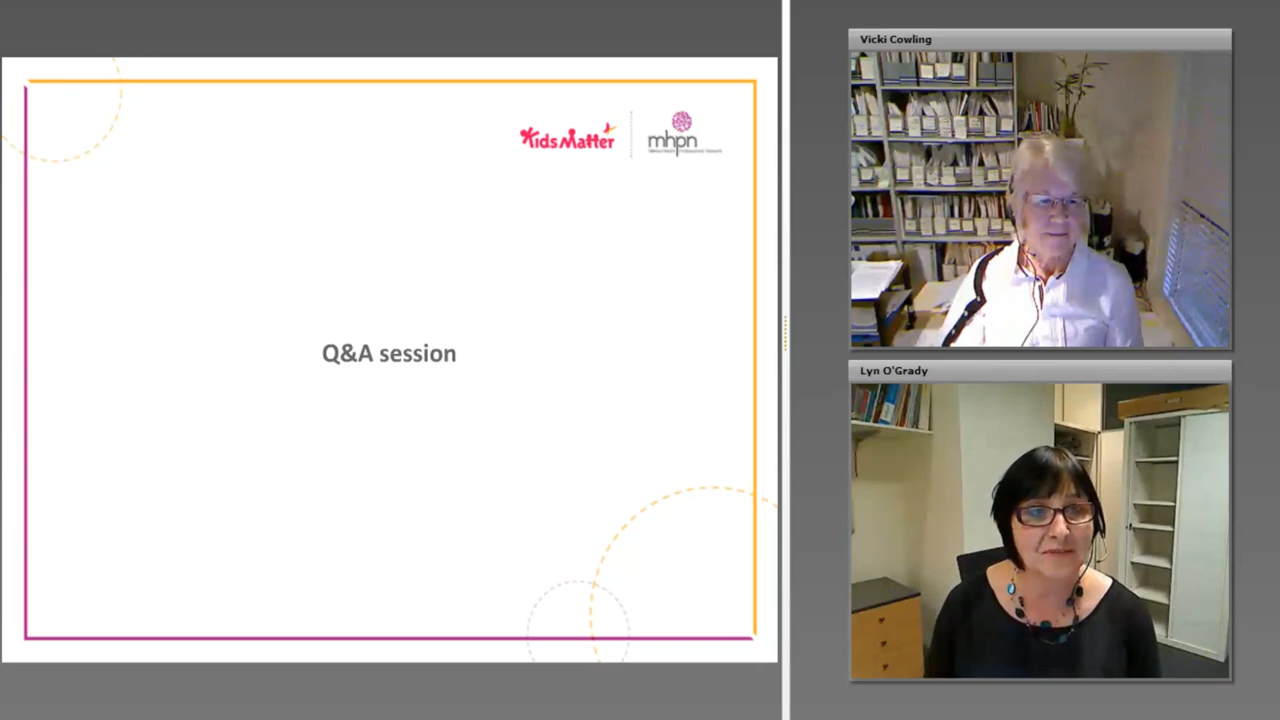 KidsMatter
mhpn
Q&A session
Vicki Cowling
Lyn O'Grady